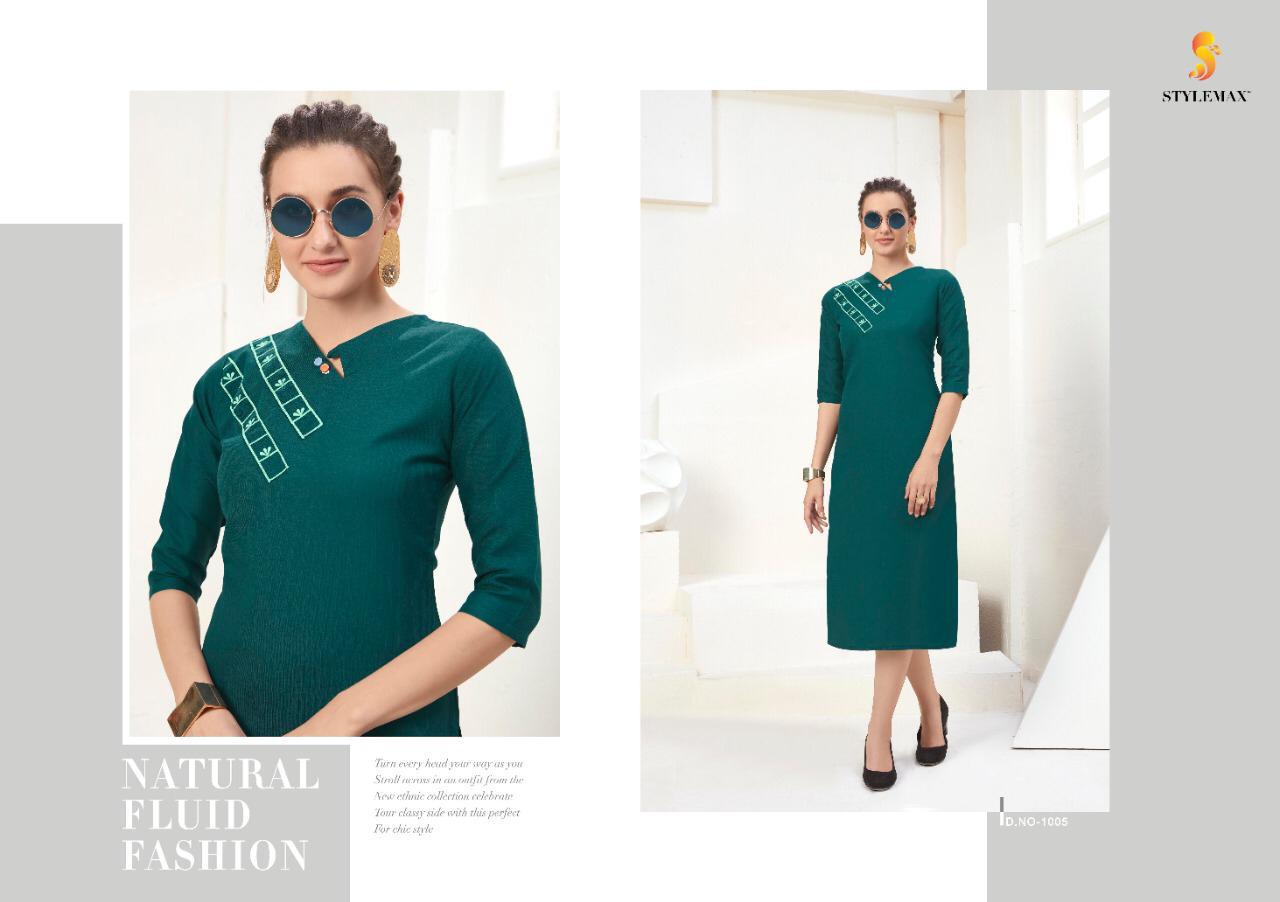 STYLEMAX™
NATURAL
FLUID
FASHION
Turn every head your way as you
Stroll across in an outfit from the
New ethnic collection celebrate
Your classy side with this perfect
For chic style
D.NO-1005